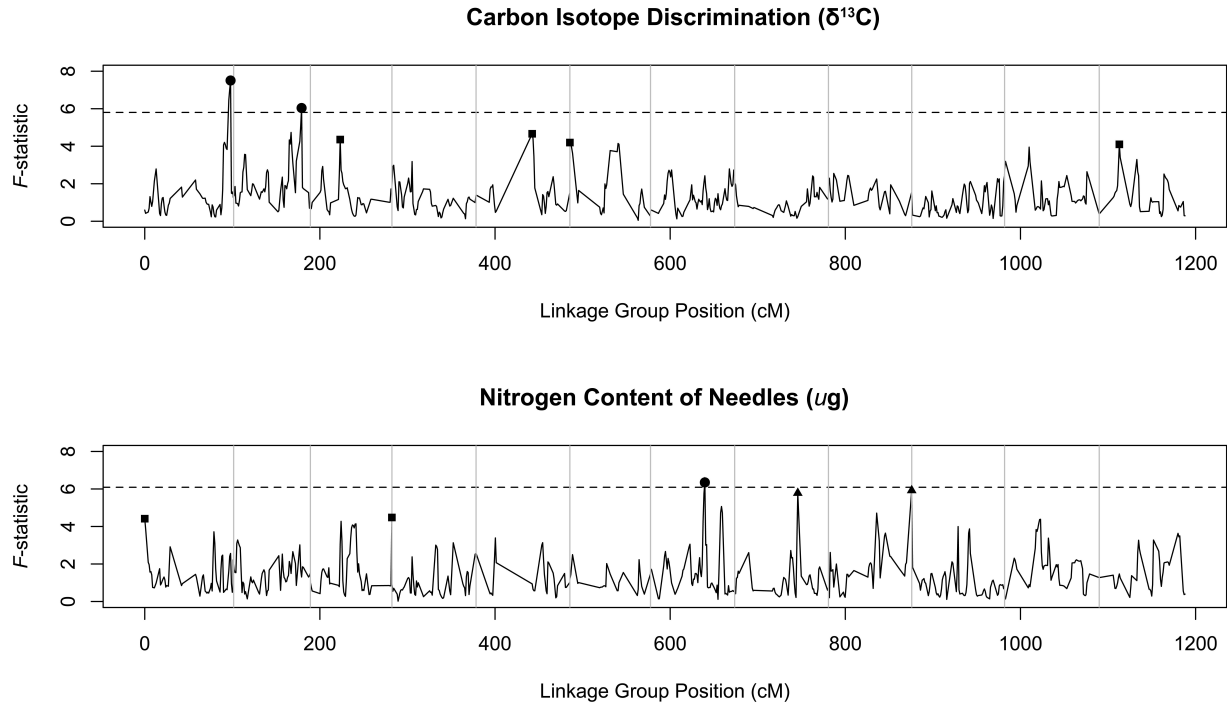 Carbon Isotope Discrimination (δ¹³C)
8
6
4
2
0
F-statistic
0 200 400 600 800 1000 1200
Linkage Group Position (cM)
Nitrogen Content of Needles (ug)
8
6
4
2
0
F-statistic
0 200 400 600 800 1000 1200
Linkage Group Position (cM)